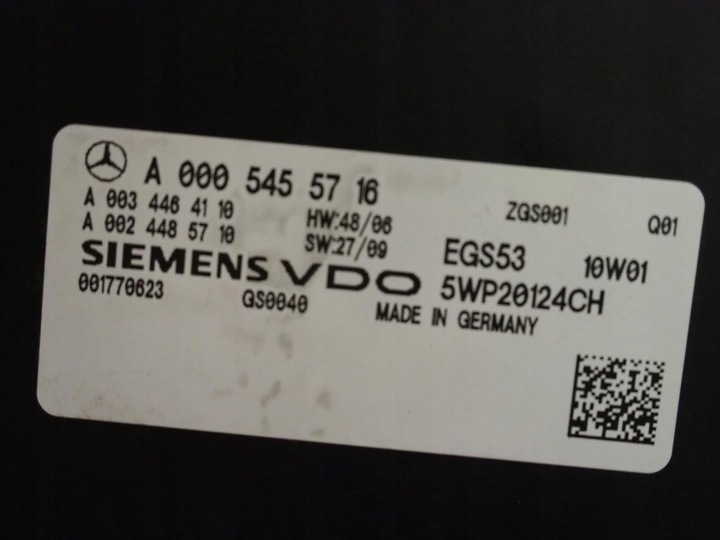 A 000 545 57 16 ZGS001 Q01
A 003 446 41 10 HW:48/06
A 002 448 57 10 SW:27/09 EGS53 10W01
SIEMENS VDO 5WP20124CH
001770623 GS0040 MADE IN GERMANY